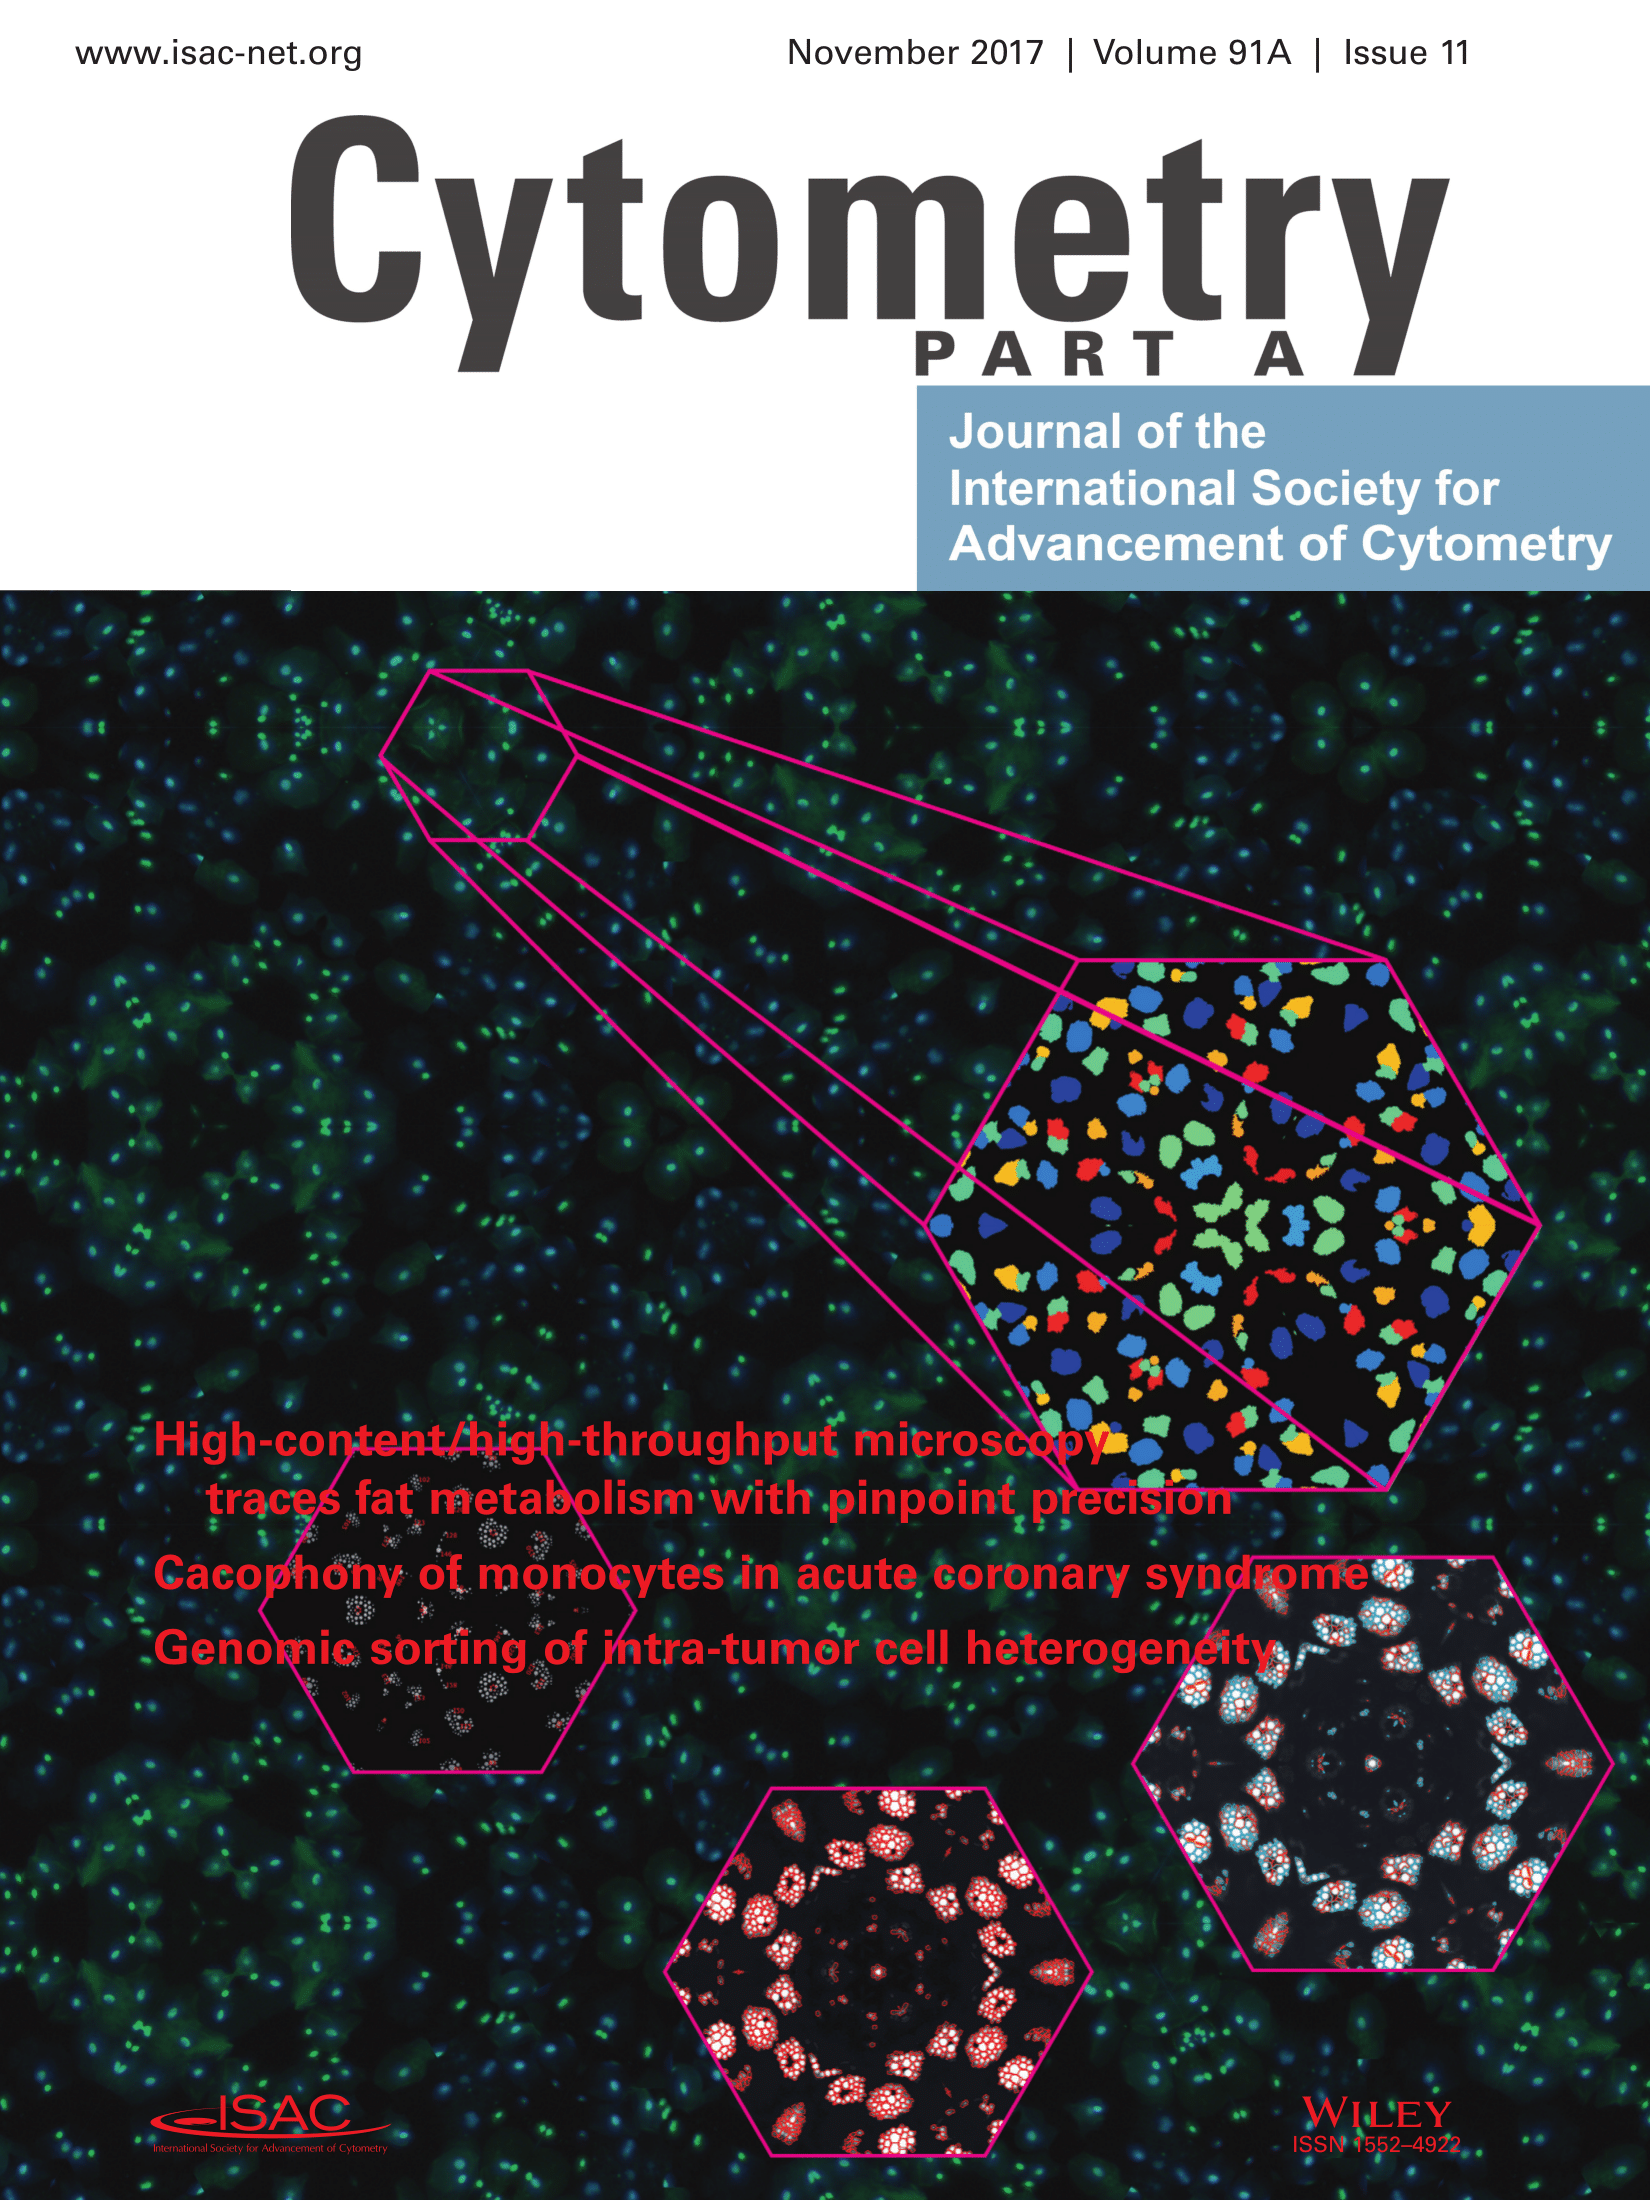 www.isac-net.org
November 2017 | Volume 91A | Issue 11
Cytometry
PART A
Journal of the
International Society for
Advancement of Cytometry
High-content/high-throughput microscopy
traces fat metabolism with pinpoint precision
Cacophony of monocytes in acute coronary syndrome
Genomic sorting of intra-tumor cell heterogeneity
ISAC
International Society for Advancement of Cytometry
WILEY
ISSN 1552–4922